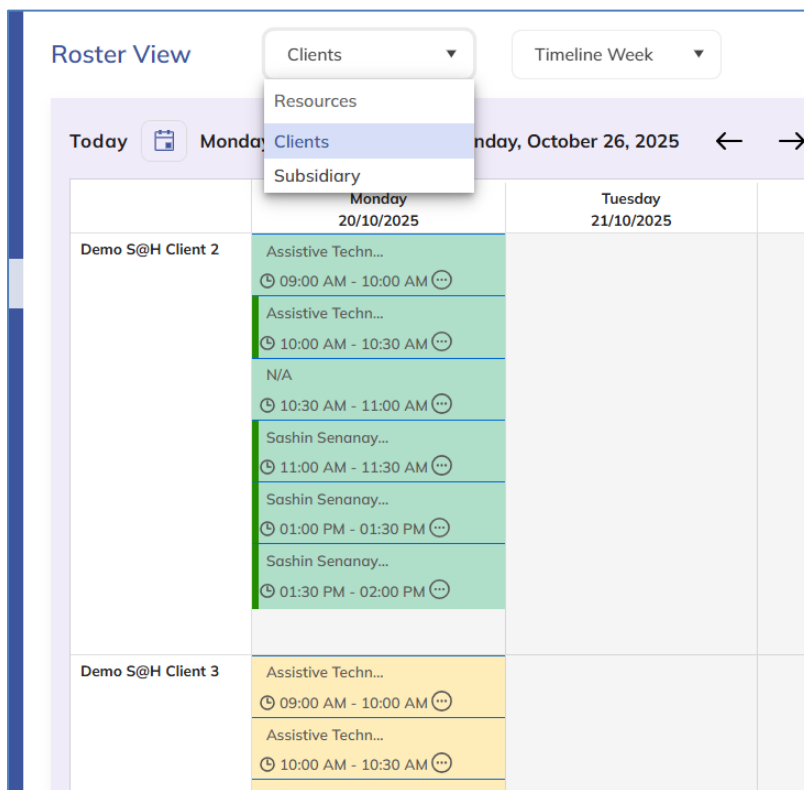 Roster View
Clients
Timeline Week
Resources
Clients
Subsidiary
Today
Monday, October 26, 2025
Monday
20/10/2025
Tuesday
21/10/2025
Demo S@H Client 2
Assistive Techn...
09:00 AM - 10:00 AM
Assistive Techn...
10:00 AM - 10:30 AM
N/A
10:30 AM - 11:00 AM
Sashin Senanay...
11:00 AM - 11:30 AM
Sashin Senanay...
01:00 PM - 01:30 PM
Sashin Senanay...
01:30 PM - 02:00 PM
Demo S@H Client 3
Assistive Techn...
09:00 AM - 10:00 AM
Assistive Techn...
10:00 AM - 10:30 AM